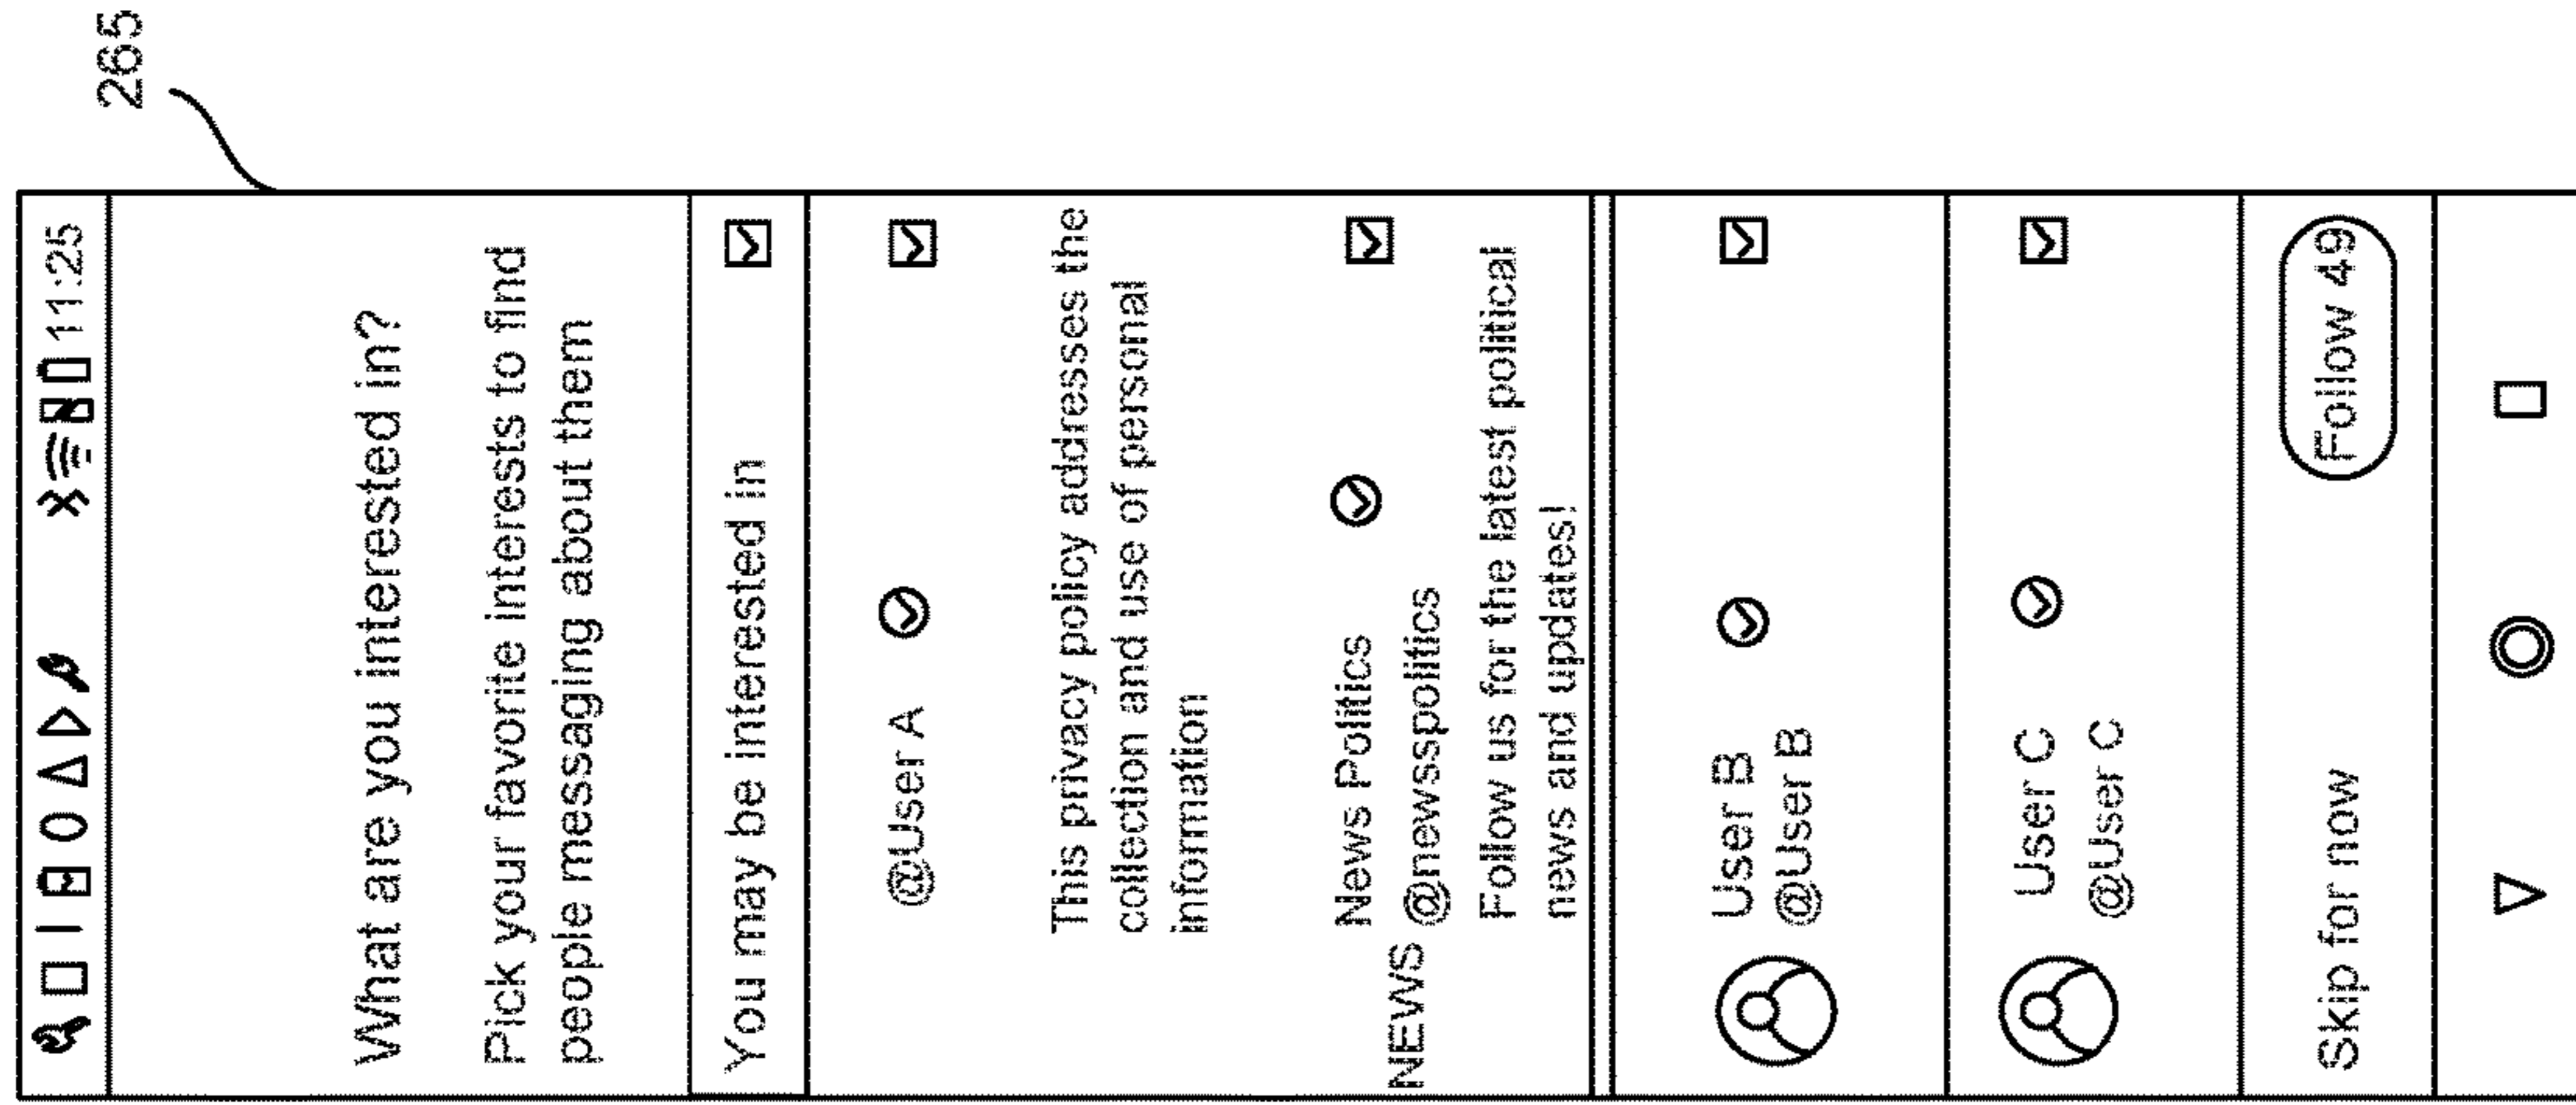 265
11:25
What are you interested in?
Pick your favorite interests to find
people messaging about them
You may be interested in
@User A
This privacy policy addresses the
collection and use of personal
information
News Politics
NEWS @newsspolitics
Follow us for the latest political
news and updates!
User B
@User B
User C
@User C
Skip for now
Follow 49